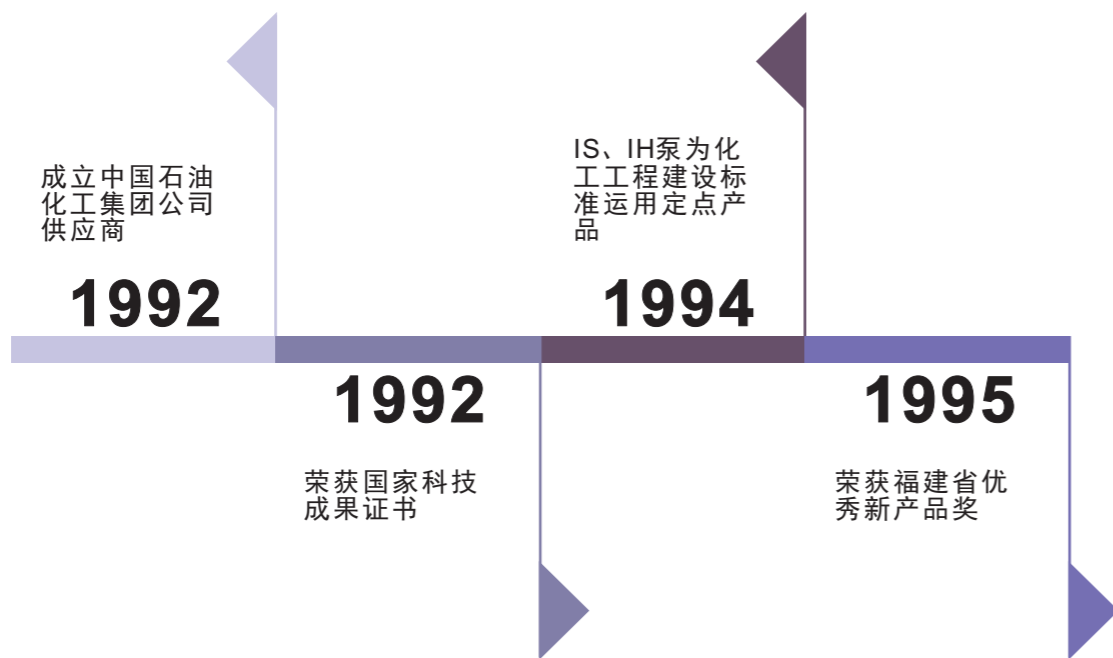 成立中国石油
化工集团公司
供应商
1992
1992
荣获国家科技
成果证书
IS、IH泵为化
工工程建设标
准运用定点产
品
1994
1995
荣获福建省优
秀新产品奖